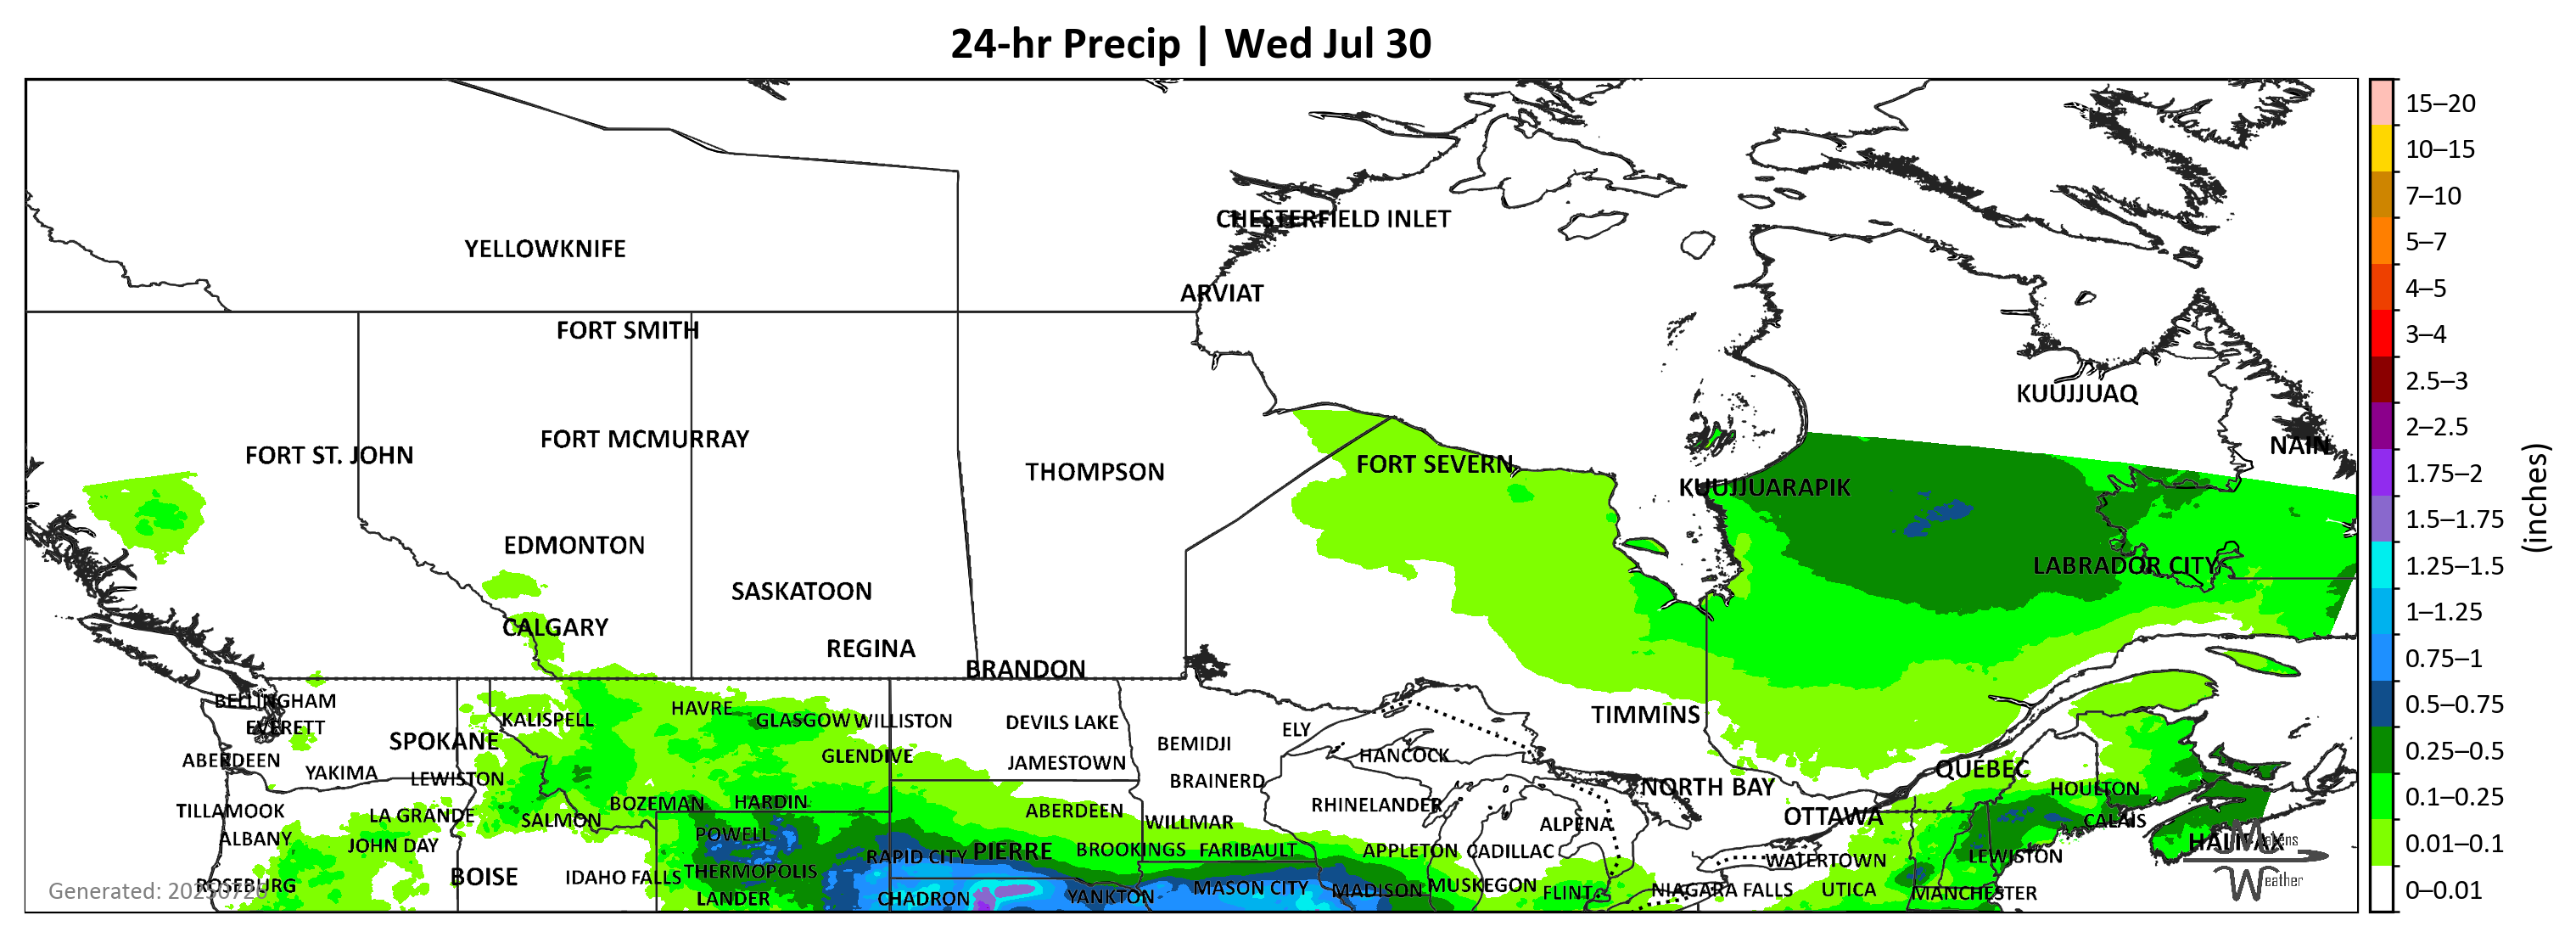 24-hr Precip | Wed Jul 30
CHESTERFIELD INLET
YELLOWKNIFE
ARVIAT
FORT SMITH
KUUJJUAQ
FORT MCMURRAY
NAIN
FORT ST. JOHN
THOMPSON
FORT SEVERN
KUUJJUARAPIK
EDMONTON
LABRADOR CITY
SASKATOON
CALGARY
REGINA
BRANDON
BELLINGHAM
HAVRE
KALISPELL
GLASGOW
WILLISTON
DEVILS LAKE
TIMMINS
EVERETT
ELY
SPOKANE
BEMIDJI
ABERDEEN
GLENDIVE
JAMESTOWN
HANCOCK
QUÉBEC
YAKIMA
LEWISTON
BRAINERD
NORTH BAY
HOULTON
TILLAMOOK
LA GRANDE
BOZEMAN
HARDIN
ABERDEEN
RHINELANDER
OTTAWA
SALMON
WILLMAR
ALPENA
CALAIS
ALBANY
JOHN DAY
POWELL
RAPID CITY
PIERRE
BROOKINGS
FARIBAULT
APPLETON
CADILLAC
WATERTOWN
LEWISTON
HALIFAX
Weather
BOISE
IDAHO FALLS
THERMOPOLIS
ROSEBURG
LANDER
CHADRON
YANKTON
MASON CITY
MADISON
MUSKEGON
FLINT
NIAGARA FALLS
UTICA
MANCHESTER
15–20
10–15
7–10
5–7
4–5
3–4
2.5–3
2–2.5
1.75–2
1.5–1.75
1.25–1.5
1–1.25
0.75–1
0.5–0.75
0.25–0.5
0.1–0.25
0.01–0.1
0–0.01
(inches)
Generated: